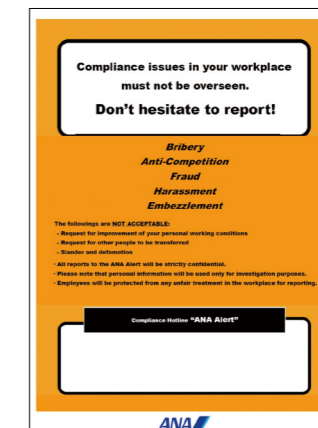 Compliance issues in your workplace
must not be overseen.
Don't hesitate to report!
Bribery
Anti-Competition
Fraud
Harassment
Embezzlement
The followings are NOT ACCEPTABLE:
- Request for improvement of your personal working conditions
- Request for other people to be transferred
- Slander and defamation
· All reports to the ANA Alert will be strictly confidential.
· Please note that personal information will be used only for investigation purposes.
· Employees will be protected from any unfair treatment in the workplace for reporting.
Compliance Hotline "ANA Alert"
ANA